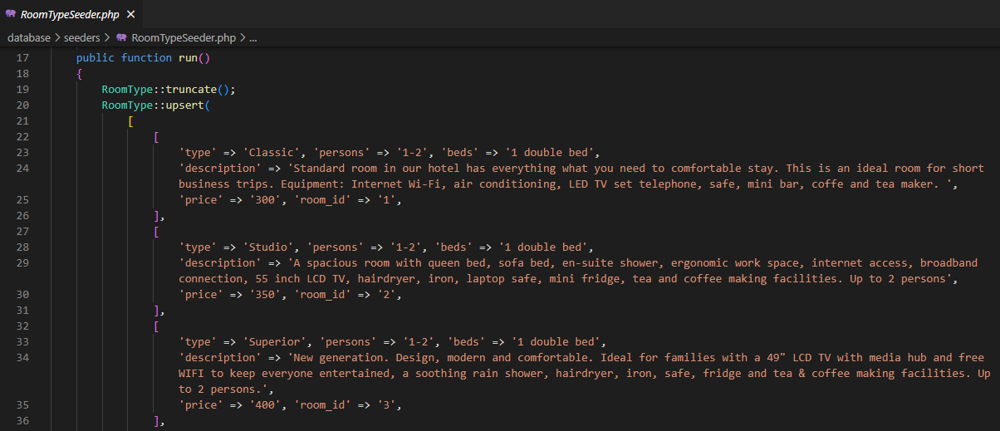 RoomTypeSeeder.php ×
database > seeders > RoomTypeSeeder.php > ...
17 public function run()
18 {
19 RoomType::truncate();
20 RoomType::upsert(
21 [
22 [
23 'type' => 'Classic', 'persons' => '1-2', 'beds' => '1 double bed',
24 'description' => 'Standard room in our hotel has everything what you need to comfortable stay. This is an ideal room for short
business trips. Equipment: Internet Wi-Fi, air conditioning, LED TV set telephone, safe, mini bar, coffe and tea maker. ',
25 'price' => '300', 'room_id' => '1',
26 ],
27 [
28 'type' => 'Studio', 'persons' => '1-2', 'beds' => '1 double bed',
29 'description' => 'A spacious room with queen bed, sofa bed, en-suite shower, ergonomic work space, internet access, broadband
connection, 55 inch LCD TV, hairdryer, iron, laptop safe, mini fridge, tea and coffee making facilities. Up to 2 persons',
30 'price' => '350', 'room_id' => '2',
31 ],
32 [
33 'type' => 'Superior', 'persons' => '1-2', 'beds' => '1 double bed',
34 'description' => 'New generation. Design, modern and comfortable. Ideal for families with a 49" LCD TV with media hub and free
WIFI to keep everyone entertained, a soothing rain shower, hairdryer, iron, safe, fridge and tea & coffee making facilities. Up
to 2 persons.',
35 'price' => '400', 'room_id' => '3',
36 ],